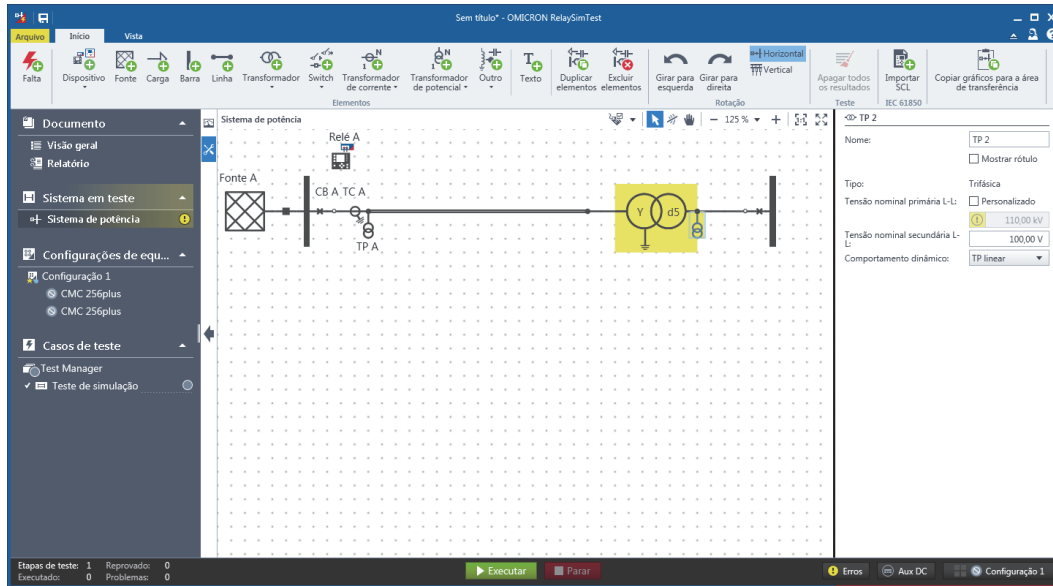 Sem título* - OMICRON RelaySimTest
Arquivo Início Vista
Falta Dispositivo Fonte Carga Barra Linha Transformador Switch Transformador de corrente Transformador de potencial Outro Texto Duplicar elementos Excluir elementos Girar para esquerda Girar para direita Horizontal Vertical Apagar todos os resultados Importar SCL Copiar gráficos para a área de transferência
Elementos Rotação Teste IEC 61850
Documento
Visão geral
Relatório
Sistema em teste
Sistema de potência
Configurações de equ...
Configuração 1
CMC 256plus
CMC 256plus
Casos de teste
Test Manager
Teste de simulação
Sistema de potência
125 %
Relé A
Fonte A
CB A TC A
TP A
Y d5
TP 2
Nome: TP 2
Mostrar rótulo
Tipo: Trifásica
Tensão nominal primária L-L: Personalizado
110,00 kV
Tensão nominal secundária L-L: 100,00 V
Comportamento dinâmico: TP linear
Etapas de teste: 1 Reprovado: 0
Executado: 0 Problemas: 0
Executar Parar
Erros Aux DC Configuração 1